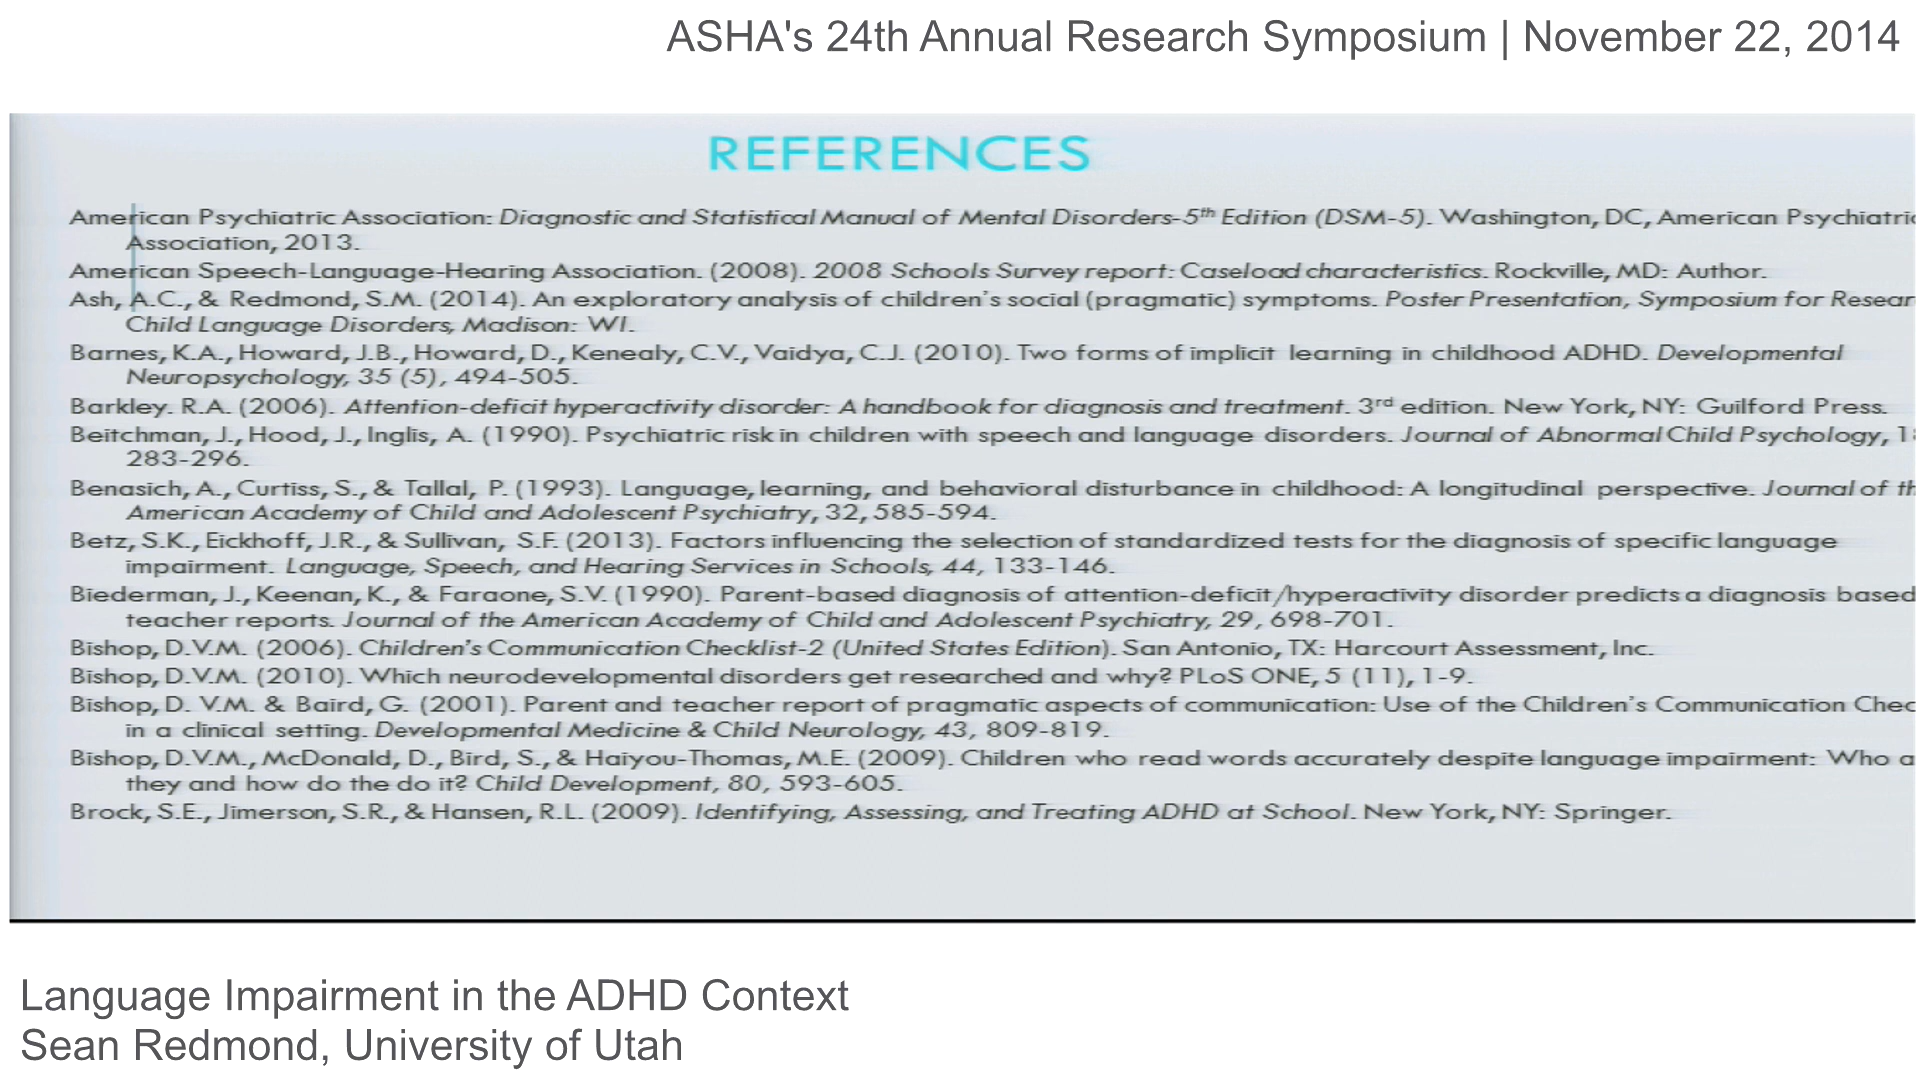 ASHA's 24th Annual Research Symposium | November 22, 2014
REFERENCES
American Psychiatric Association: Diagnostic and Statistical Manual of Mental Disorders-5th Edition (DSM-5). Washington, DC, American Psychiatric
Association, 2013.
American Speech-Language-Hearing Association. (2008). 2008 Schools Survey report: Caseload characteristics. Rockville, MD: Author.
Ash, A.C., & Redmond, S.M. (2014). An exploratory analysis of children's social (pragmatic) symptoms. Poster Presentation, Symposium for Resear
Child Language Disorders, Madison: WI.
Barnes, K.A., Howard, J.B., Howard, D., Kenealy, C.V., Vaidya, C.J. (2010). Two forms of implicit learning in childhood ADHD. Developmental
Neuropsychology, 35 (5), 494-505.
Barkley. R.A. (2006). Attention-deficit hyperactivity disorder: A handbook for diagnosis and treatment. 3rd edition. New York, NY: Guilford Press.
Beitchman, J., Hood, J., Inglis, A. (1990). Psychiatric risk in children with speech and language disorders. Journal of Abnormal Child Psychology,
283-296.
Benasich, A., Curtiss, S., & Tallal, P. (1993). Language, learning, and behavioral disturbance in childhood: A longitudinal perspective. Journal of th
American Academy of Child and Adolescent Psychiatry, 32, 585-594.
Betz, S.K., Eickhoff, J.R., & Sullivan, S.F. (2013). Factors influencing the selection of standardized tests for the diagnosis of specific language
impairment. Language, Speech, and Hearing Services in Schools, 44, 133-146.
Biederman, J., Keenan, K., & Faraone, S.V. (1990). Parent-based diagnosis of attention-deficit/hyperactivity disorder predicts a diagnosis based
teacher reports. Journal of the American Academy of Child and Adolescent Psychiatry, 29, 698-701.
Bishop, D.V.M. (2006). Children's Communication Checklist-2 (United States Edition). San Antonio, TX: Harcourt Assessment, Inc.
Bishop, D.V.M. (2010). Which neurodevelopmental disorders get researched and why? PLoS ONE, 5 (11), 1-9.
Bishop, D. V.M. & Baird, G. (2001). Parent and teacher report of pragmatic aspects of communication: Use of the Children's Communication Chec
in a clinical setting. Developmental Medicine & Child Neurology, 43, 809-819.
Bishop, D.V.M., McDonald, D., Bird, S., & Haiyou-Thomas, M.E. (2009). Children who read words accurately despite language impairment: Who a
they and how do the do it? Child Development, 80, 593-605.
Brock, S.E., Jimerson, S.R., & Hansen, R.L. (2009). Identifying, Assessing, and Treating ADHD at School. New York, NY: Springer.
Language Impairment in the ADHD Context
Sean Redmond, University of Utah